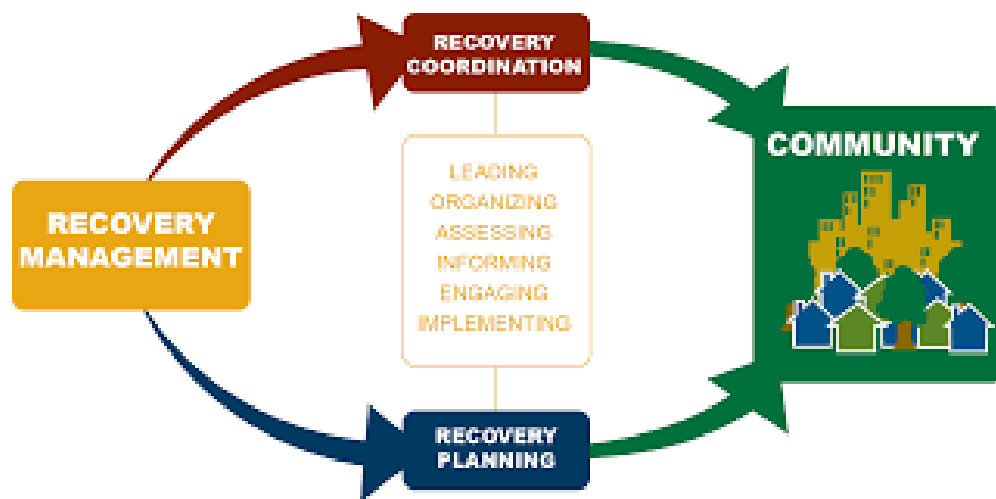 RECOVERY
COORDINATION
RECOVERY
MANAGEMENT
LEADING
ORGANIZING
ASSESSING
INFORMING
ENGAGING
IMPLEMENTING
COMMUNITY
RECOVERY
PLANNING